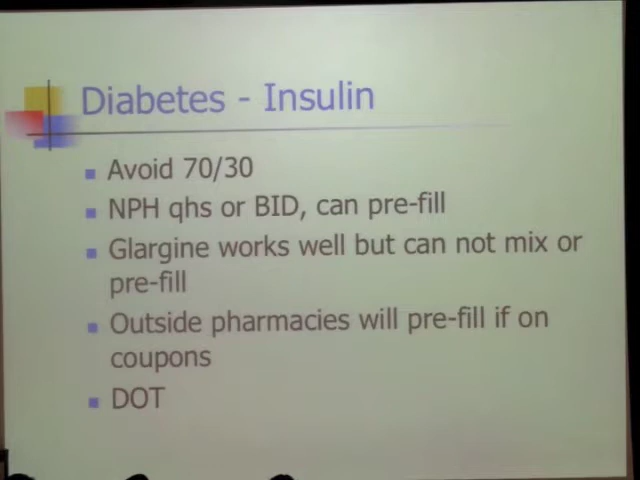 Diabetes - Insulin
Avoid 70/30
NPH qhs or BID, can pre-fill
Glargine works well but can not mix or
pre-fill
Outside pharmacies will pre-fill if on
coupons
DOT